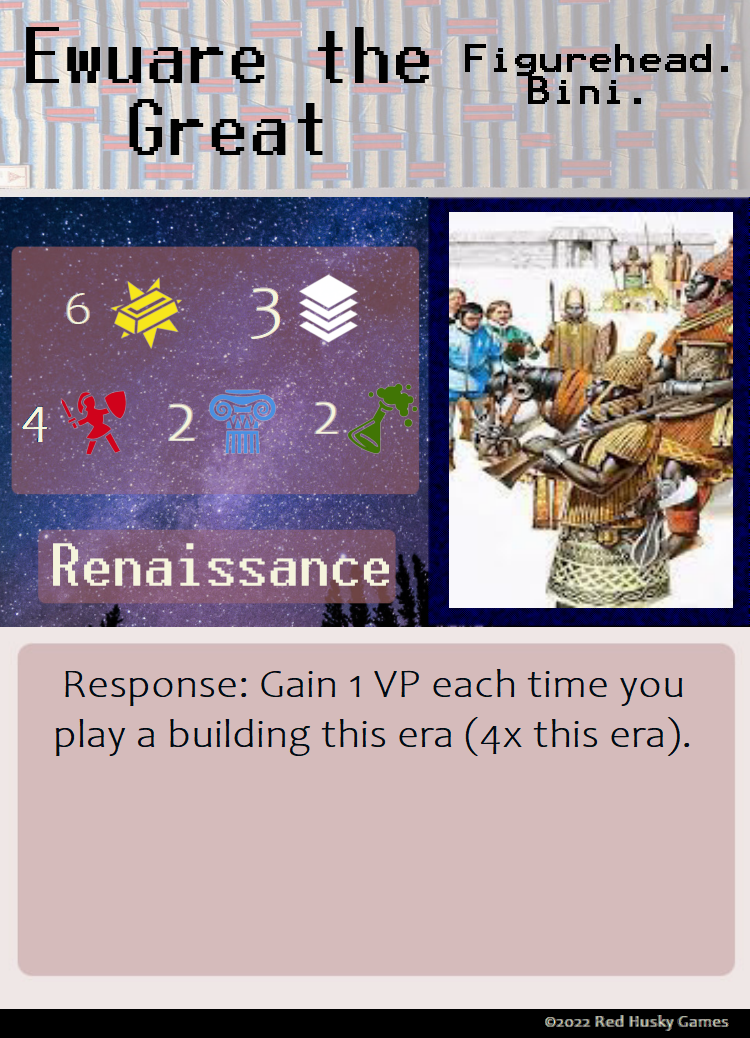 Ewuare the
Great
Figurehead.
Bini.
6 3
4 2 2
Renaissance
Response: Gain 1 VP each time you
play a building this era (4x this era).
©2022 Red Husky Games